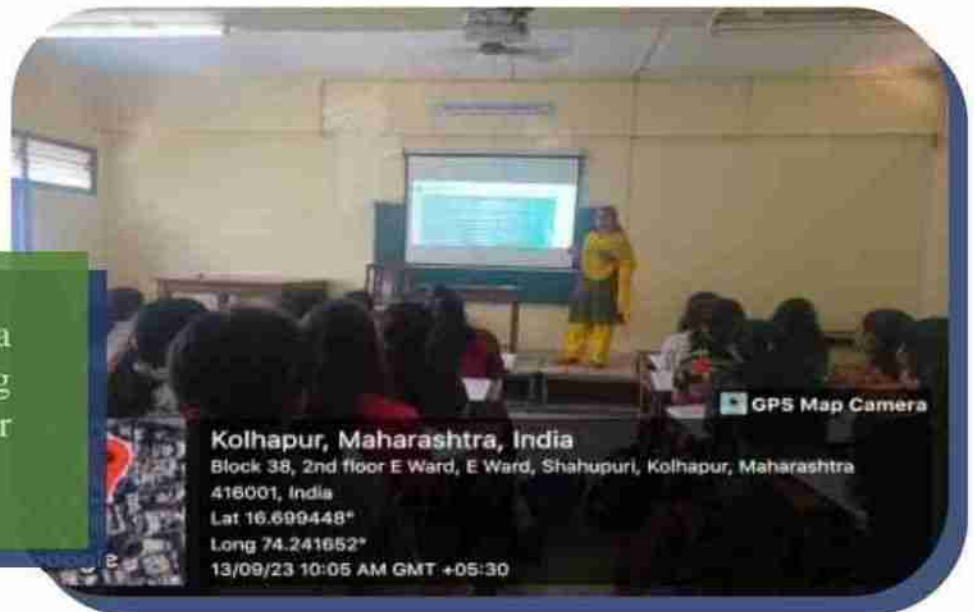 a
g
r
GPS Map Camera
Kolhapur, Maharashtra, India
Block 38, 2nd floor E Ward, E Ward, Shahupuri, Kolhapur, Maharashtra
416001, India
Lat 16.699448°
Long 74.241652°
13/09/23 10:05 AM GMT +05:30